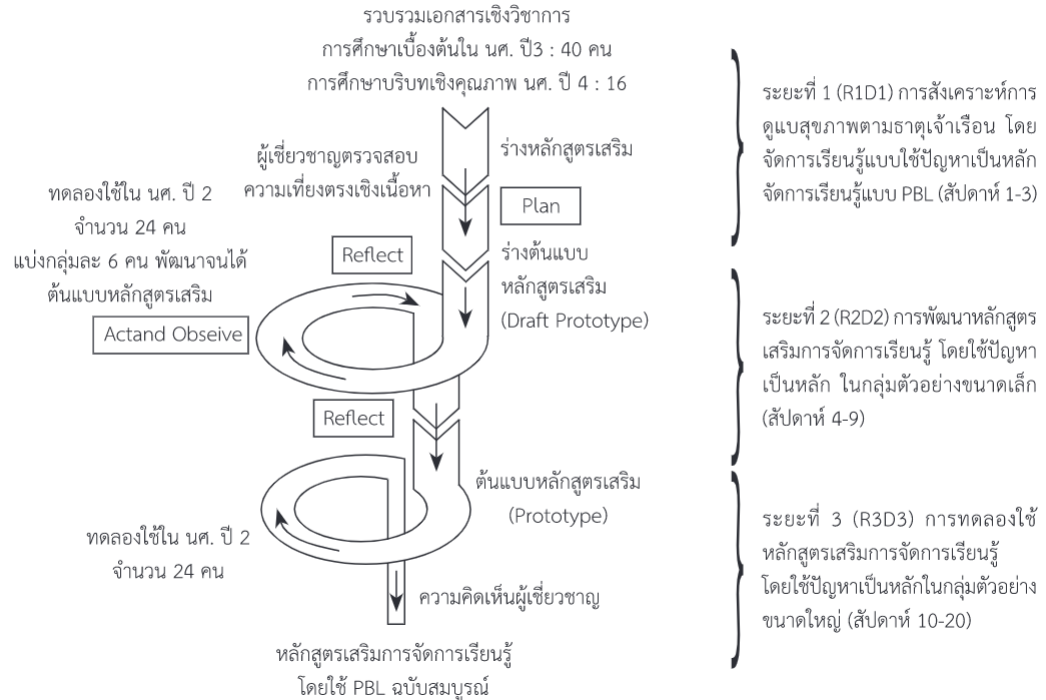 รวบรวมเอกสารเชิงวิชาการ
การศึกษาเบื้องต้นใน นศ. ปี3 : 40 คน
การศึกษาบริบทเชิงคุณภาพ นศ. ปี 4 : 16
ร่างหลักสูตรเสริม
ผู้เชี่ยวชาญตรวจสอบ
ความเที่ยงตรงเชิงเนื้อหา
Plan
ทดลองใช้ใน นศ. ปี 2
จำนวน 24 คน
แบ่งกลุ่มละ 6 คน พัฒนาจนได้
ต้นแบบหลักสูตรเสริม
Reflect
ร่างต้นแบบ
หลักสูตรเสริม
(Draft Prototype)
Actand Obseive
Reflect
ต้นแบบหลักสูตรเสริม
(Prototype)
ทดลองใช้ใน นศ. ปี 2
จำนวน 24 คน
ความคิดเห็นผู้เชี่ยวชาญ
หลักสูตรเสริมการจัดการเรียนรู้
โดยใช้ PBL ฉบับสมบูรณ์
ระยะที่ 1 (R1D1) การสังเคราะห์การ
ดูแบสุขภาพตามธาตุเจ้าเรือน โดย
จัดการเรียนรู้แบบใช้ปัญหาเป็นหลัก
จัดการเรียนรู้แบบ PBL (สัปดาห์ 1-3)
ระยะที่ 2 (R2D2) การพัฒนาหลักสูตร
เสริมการจัดการเรียนรู้ โดยใช้ปัญหา
เป็นหลัก ในกลุ่มตัวอย่างขนาดเล็ก
(สัปดาห์ 4-9)
ระยะที่ 3 (R3D3) การทดลองใช้
หลักสูตรเสริมการจัดการเรียนรู้
โดยใช้ปัญหาเป็นหลักในกลุ่มตัวอย่าง
ขนาดใหญ่ (สัปดาห์ 10-20)